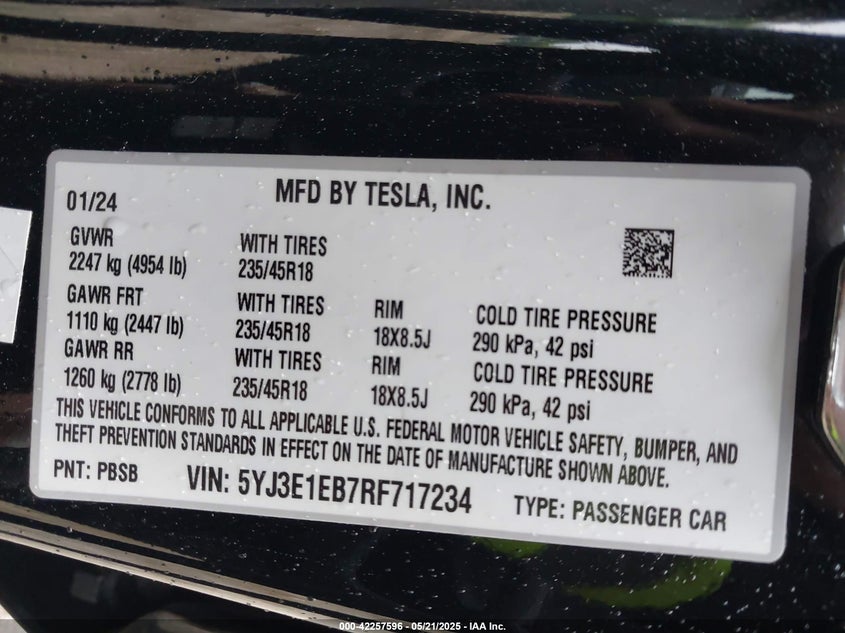 MFD BY TESLA, INC.
01/24
GVWR
2247 kg (4954 lb)
WITH TIRES
235/45R18
GAWR FRT
1110 kg (2447 lb)
WITH TIRES
235/45R18
RIM
18X8.5J
COLD TIRE PRESSURE
290 kPa, 42 psi
GAWR RR
1260 kg (2778 lb)
WITH TIRES
235/45R18
RIM
18X8.5J
COLD TIRE PRESSURE
290 kPa, 42 psi
THIS VEHICLE CONFORMS TO ALL APPLICABLE U.S. FEDERAL MOTOR VEHICLE SAFETY, BUMPER, AND
THEFT PREVENTION STANDARDS IN EFFECT ON THE DATE OF MANUFACTURE SHOWN ABOVE.
PNT: PBSB
VIN: 5YJ3E1EB7RF717234
TYPE: PASSENGER CAR
000-42257596 - 05/21/2025 - IAA Inc.